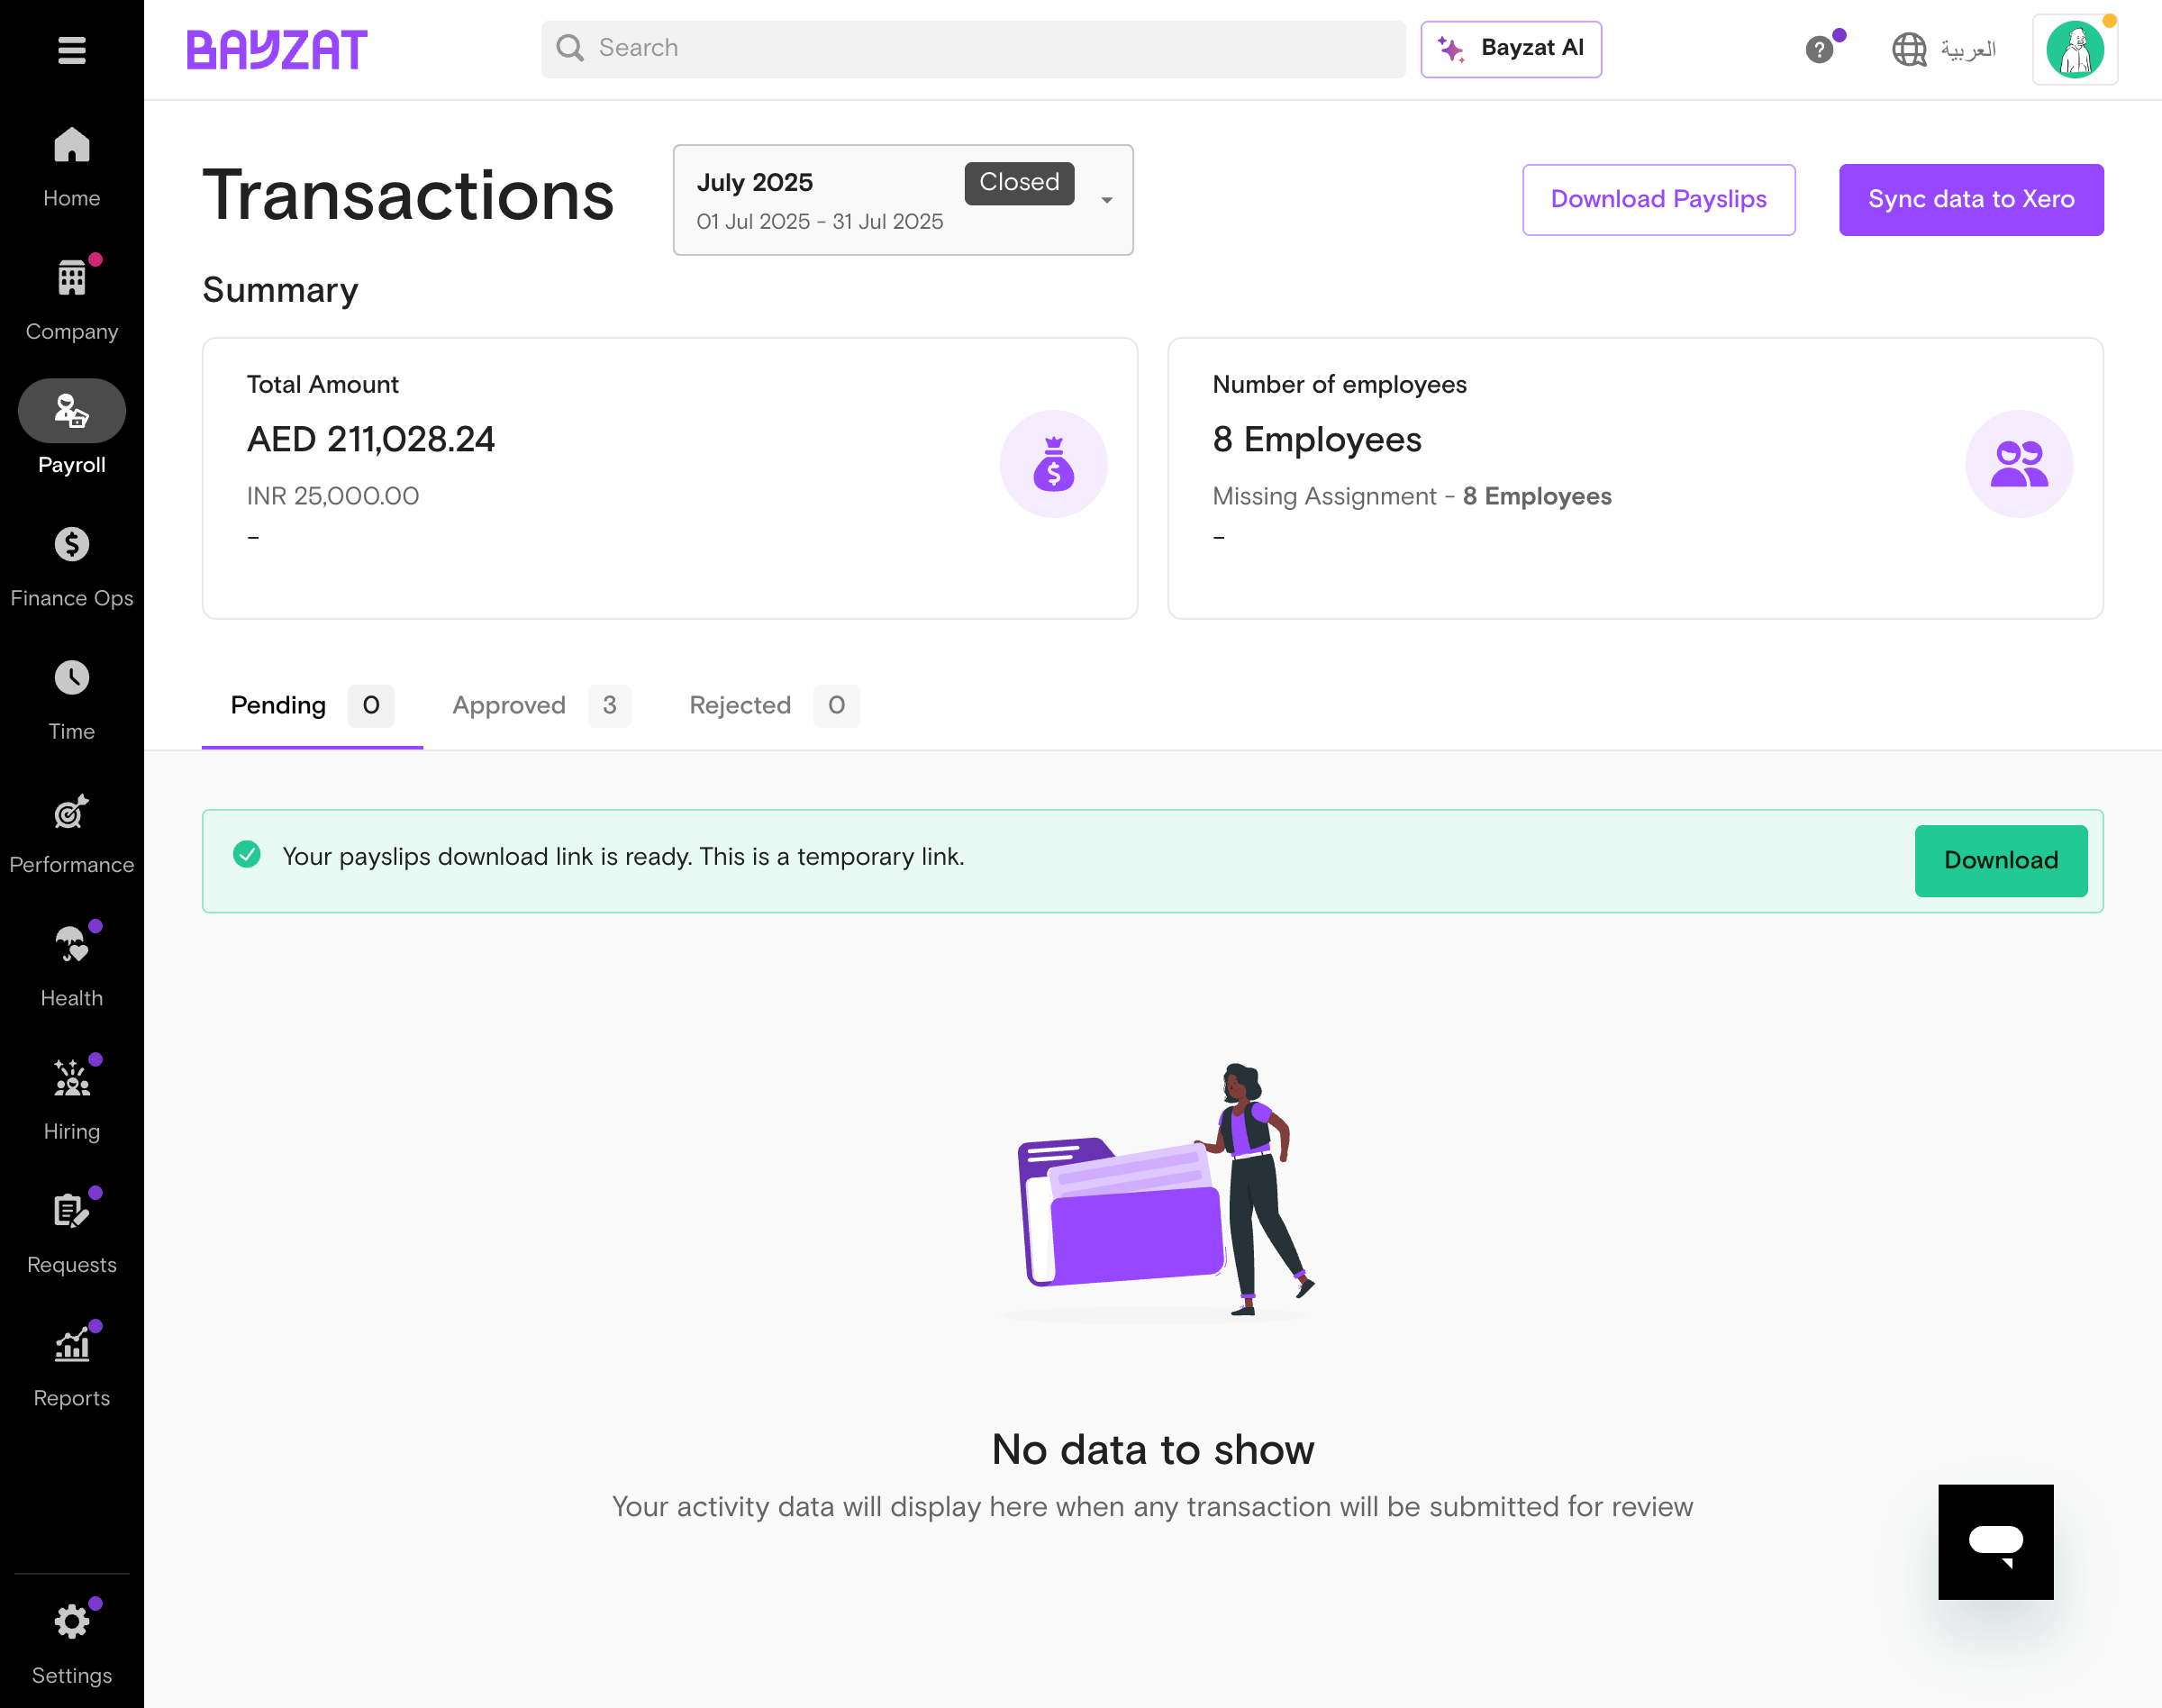 BAYZAT
Search
Bayzat AI
?
العربية
Home
Company
Payroll
Finance Ops
Time
Performance
Health
Hiring
Requests
Reports
Settings
Transactions
July 2025
Closed
01 Jul 2025 - 31 Jul 2025
Download Payslips
Sync data to Xero
Summary
Total Amount
AED 211,028.24
INR 25,000.00
-
Number of employees
8 Employees
Missing Assignment - 8 Employees
-
Pending 0
Approved 3
Rejected 0
Your payslips download link is ready. This is a temporary link.
Download
No data to show
Your activity data will display here when any transaction will be submitted for review